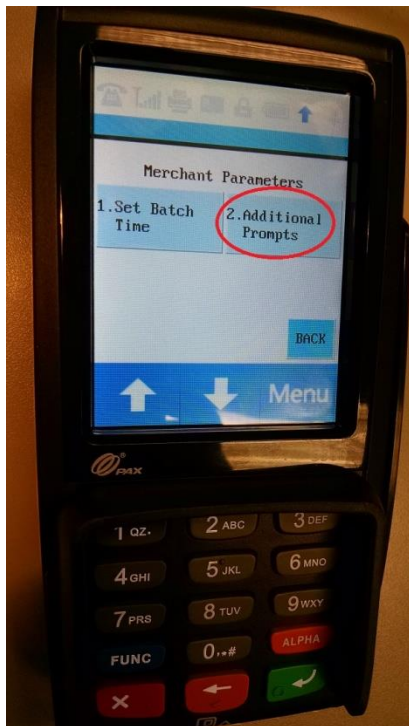 Merchant Parameters
1.Set Batch
Time
2.Additional
Prompts
BACK
Menu
PAX
1 QZ. 2 ABC 3 DEF
4 GHI 5 JKL 6 MNO
7 PRS 8 TUV 9 WXY
FUNC 0,*# ALPHA